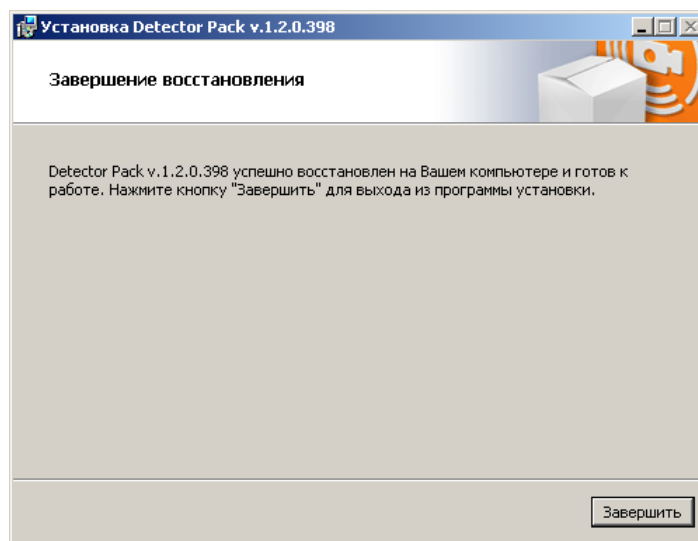 Установка Detector Pack v.1.2.0.398
Завершение восстановления
Detector Pack v.1.2.0.398 успешно восстановлен на Вашем компьютере и готов к
работе. Нажмите кнопку "Завершить" для выхода из программы установки.
Завершить